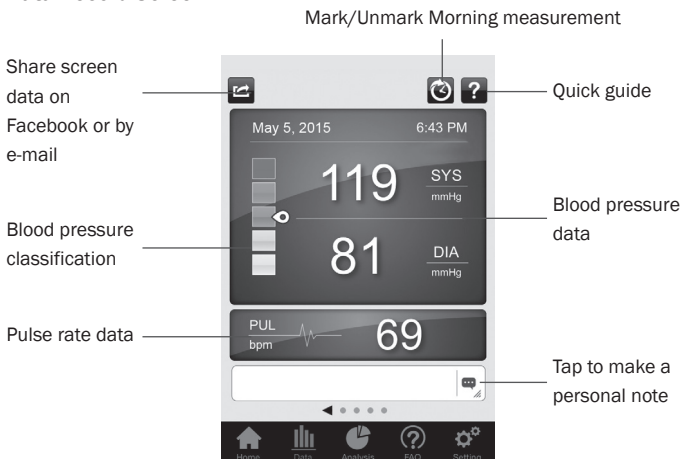 Mark/Unmark Morning measurement
Share screen
data on
Facebook or by
e-mail
?
Quick guide
May 5, 2015 6:43 PM
119 SYS
mmHg
Blood pressure
data
Blood pressure
classification
81 DIA
mmHg
Pulse rate data
PUL
bpm
69
Tap to make a
personal note
Home Data Analysis FAQ Setting